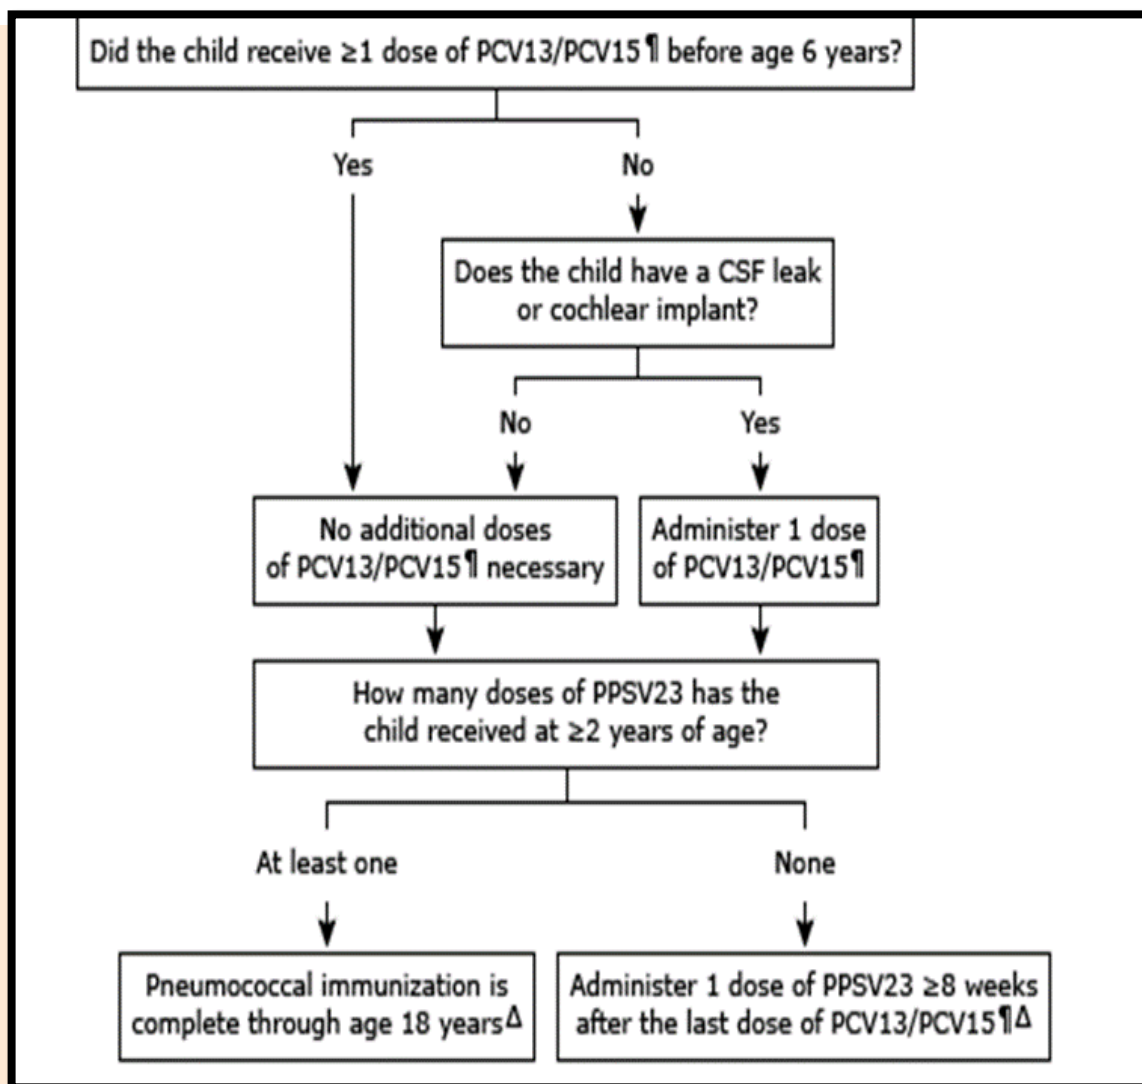 Did the child receive ≥1 dose of PCV13/PCV15¶ before age 6 years?
Yes
No
Does the child have a CSF leak
or cochlear implant?
No
Yes
No additional doses
of PCV13/PCV15¶ necessary
Administer 1 dose
of PCV13/PCV15¶
How many doses of PPSV23 has the
child received at ≥2 years of age?
At least one
None
Pneumococcal immunization is
complete through age 18 years Δ
Administer 1 dose of PPSV23 ≥8 weeks
after the last dose of PCV13/PCV15¶Δ